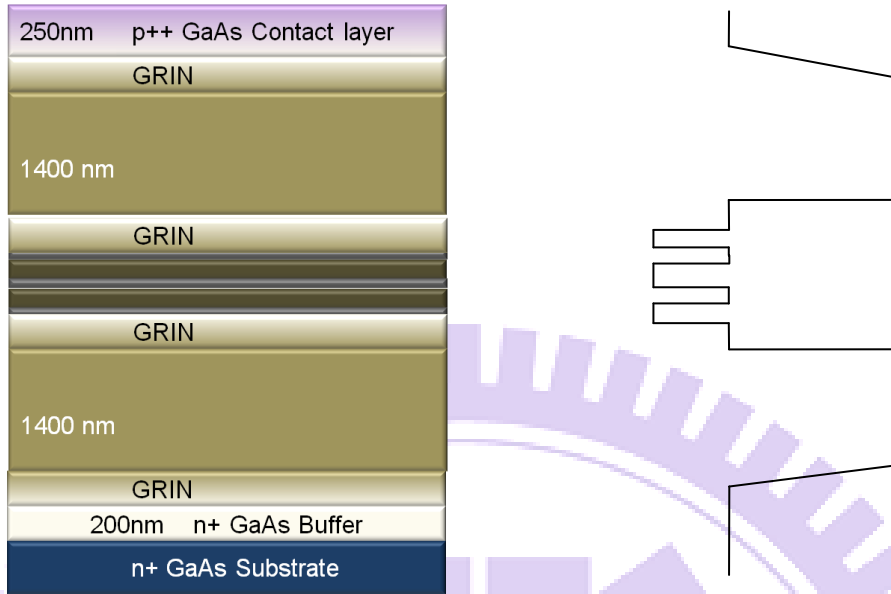 250nm p++ GaAs Contact layer
GRIN
1400 nm
GRIN
GRIN
1400 nm
GRIN
200nm n+ GaAs Buffer
n+ GaAs Substrate